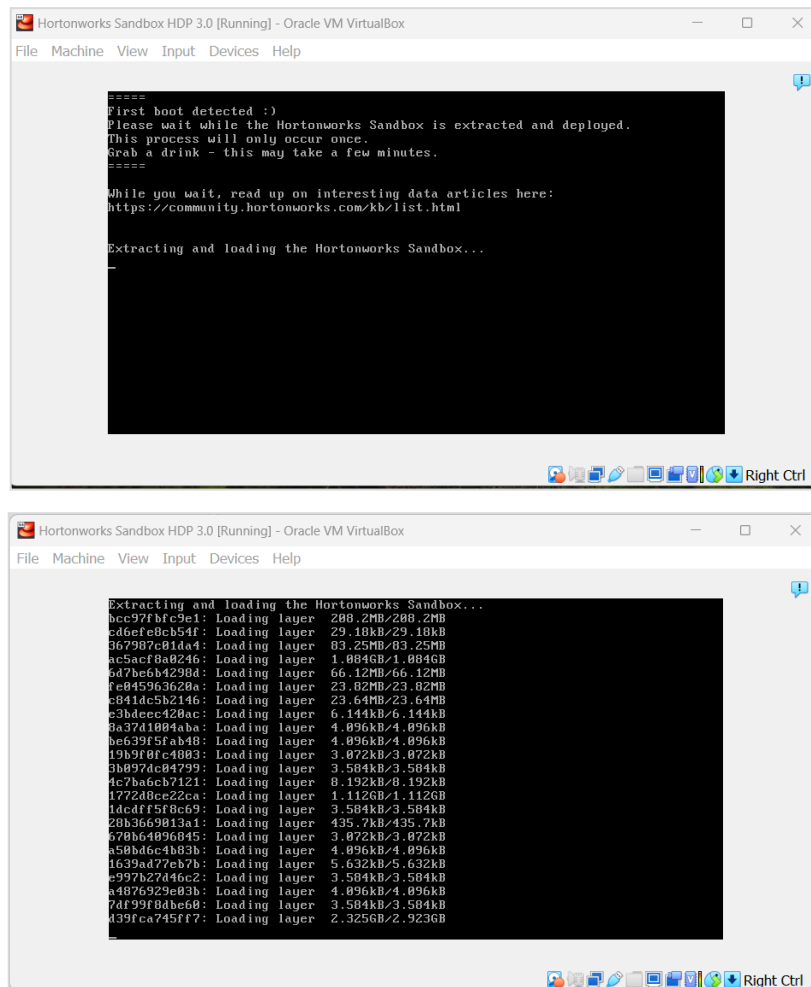 Hortonworks Sandbox HDP 3.0 [Running] - Oracle VM VirtualBox
File Machine View Input Devices Help
=====
First boot detected :)
Please wait while the Hortonworks Sandbox is extracted and deployed.
This process will only occur once.
Grab a drink - this may take a few minutes.
=====
While you wait, read up on interesting data articles here:
https://community.hortonworks.com/kb/list.html
Extracting and loading the Hortonworks Sandbox...
Right Ctrl
Hortonworks Sandbox HDP 3.0 [Running] - Oracle VM VirtualBox
File Machine View Input Devices Help
Extracting and loading the Hortonworks Sandbox...
bcc97fbfc9e1: Loading layer 208.2MB/208.2MB
cd6efe8cb54f: Loading layer 29.18kB/29.18kB
367987c01da4: Loading layer 83.25MB/83.25MB
ac5acf8a0246: Loading layer 1.084GB/1.084GB
6d7be6b4298d: Loading layer 66.12MB/66.12MB
fe045963620a: Loading layer 23.82MB/23.82MB
c841dc5b2146: Loading layer 23.64MB/23.64MB
e3bdeec420ac: Loading layer 6.144kB/6.144kB
8a37d1004aba: Loading layer 4.096kB/4.096kB
be639f5fab48: Loading layer 4.096kB/4.096kB
19b9f0fc4803: Loading layer 3.072kB/3.072kB
3b097dc04799: Loading layer 3.584kB/3.584kB
4c7ba6cb7121: Loading layer 8.192kB/8.192kB
1772d8ce22ca: Loading layer 1.112GB/1.112GB
1dcdff5f8c69: Loading layer 3.584kB/3.584kB
28b3669013a1: Loading layer 435.7kB/435.7kB
670b64096845: Loading layer 3.072kB/3.072kB
a50bd6c4b83b: Loading layer 4.096kB/4.096kB
1639ad77eb7b: Loading layer 5.632kB/5.632kB
e997b27d46c2: Loading layer 3.584kB/3.584kB
a4876929e03b: Loading layer 4.096kB/4.096kB
7df99f8dbe60: Loading layer 3.584kB/3.584kB
d39fca745ff7: Loading layer 2.325GB/2.923GB
Right Ctrl